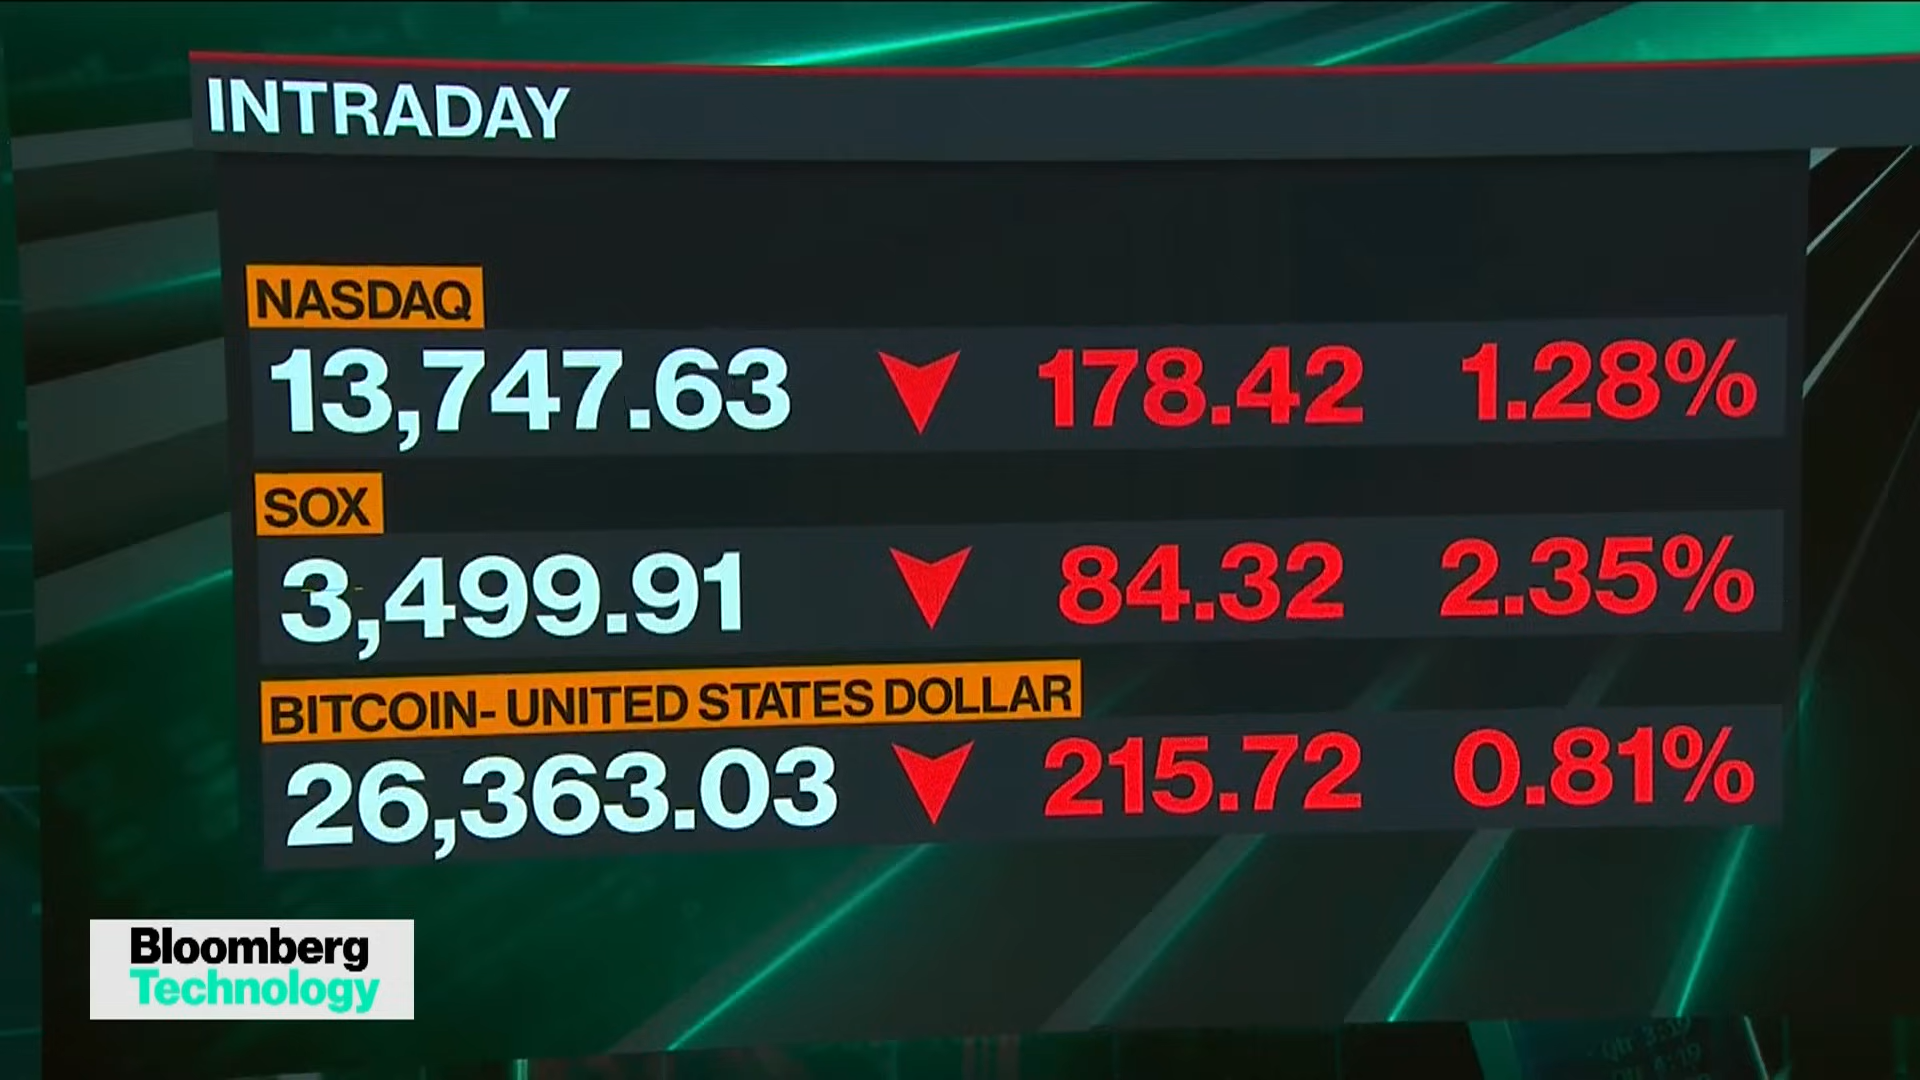 INTRADAY
NASDAQ
13,747.63 178.42 1.28%
SOX
3,499.91 84.32 2.35%
BITCOIN- UNITED STATES DOLLAR
26,363.03 215.72 0.81%
Bloomberg
Technology